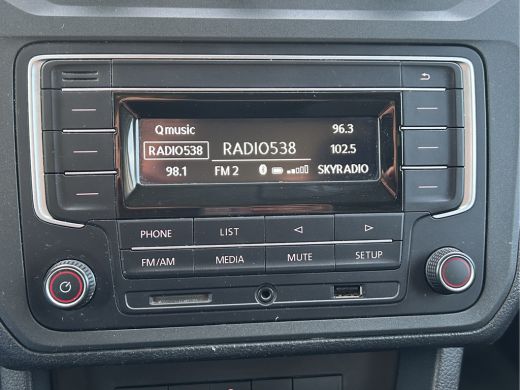 Qmusic 96.3
RADIO538 RADIO538 102.5
98.1 FM 2 SKYRADIO
PHONE LIST
FM/AM MEDIA MUTE SETUP